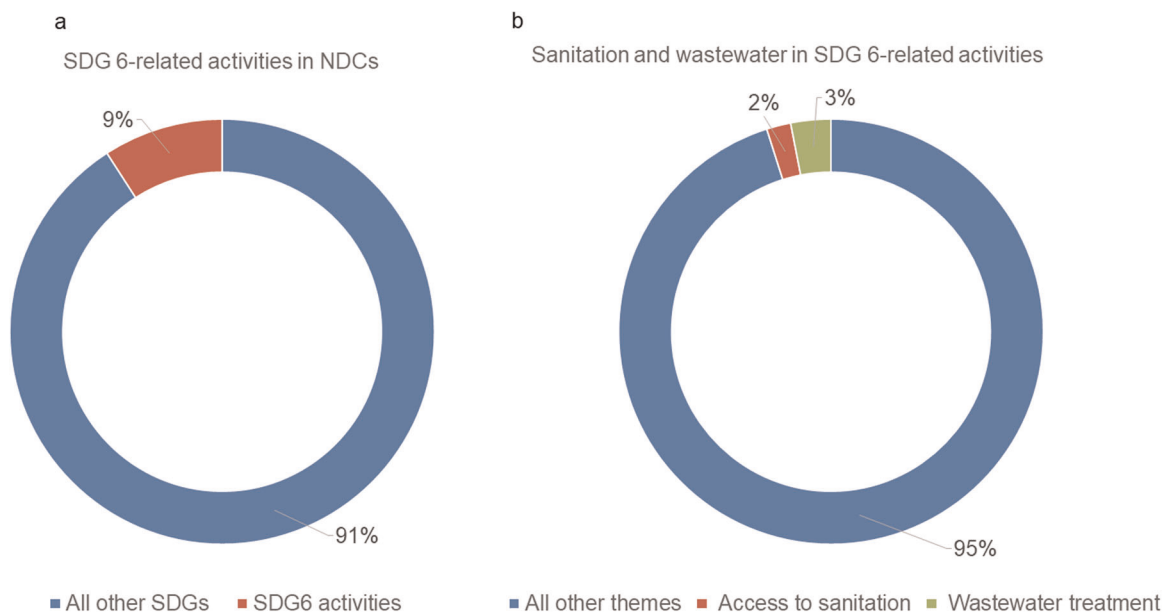 a
SDG 6-related activities in NDCs
9%
91%
All other SDGs SDG6 activities
b
Sanitation and wastewater in SDG 6-related activities
2%
3%
95%
All other themes Access to sanitation Wastewater treatment